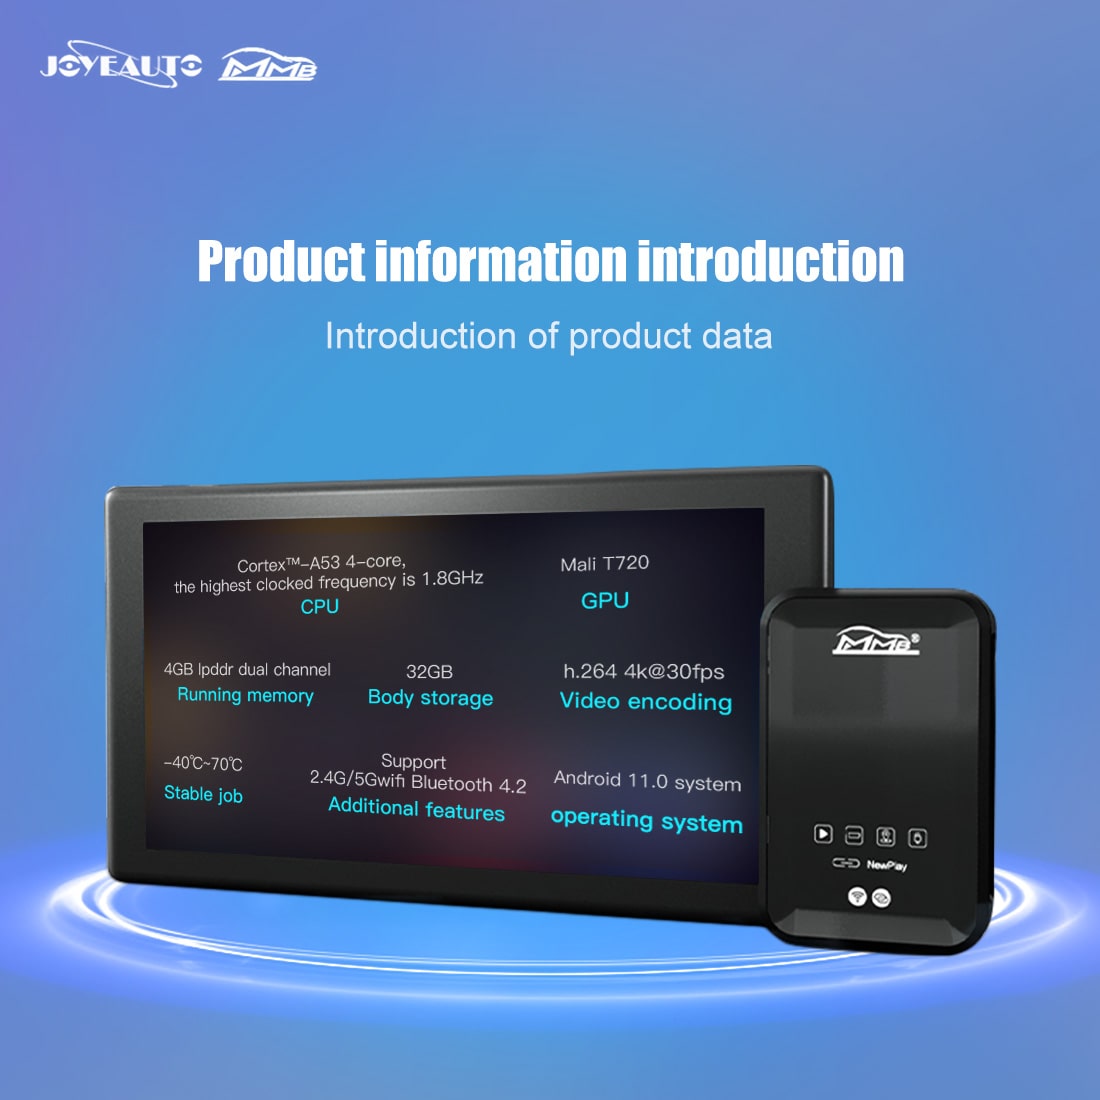 JOYEAUTO MMB
Product information introduction
Introduction of product data
Cortex™-A53 4-core,
the highest clocked frequency is 1.8GHz
CPU
Mali T720
GPU
4GB lpddr dual channel
Running memory
32GB
Body storage
h.264 4k@30fps
Video encoding
-40℃~70℃
Stable job
Support
2.4G/5Gwifi Bluetooth 4.2
Additional features
Android 11.0 system
operating system
MMB®
NewPlay